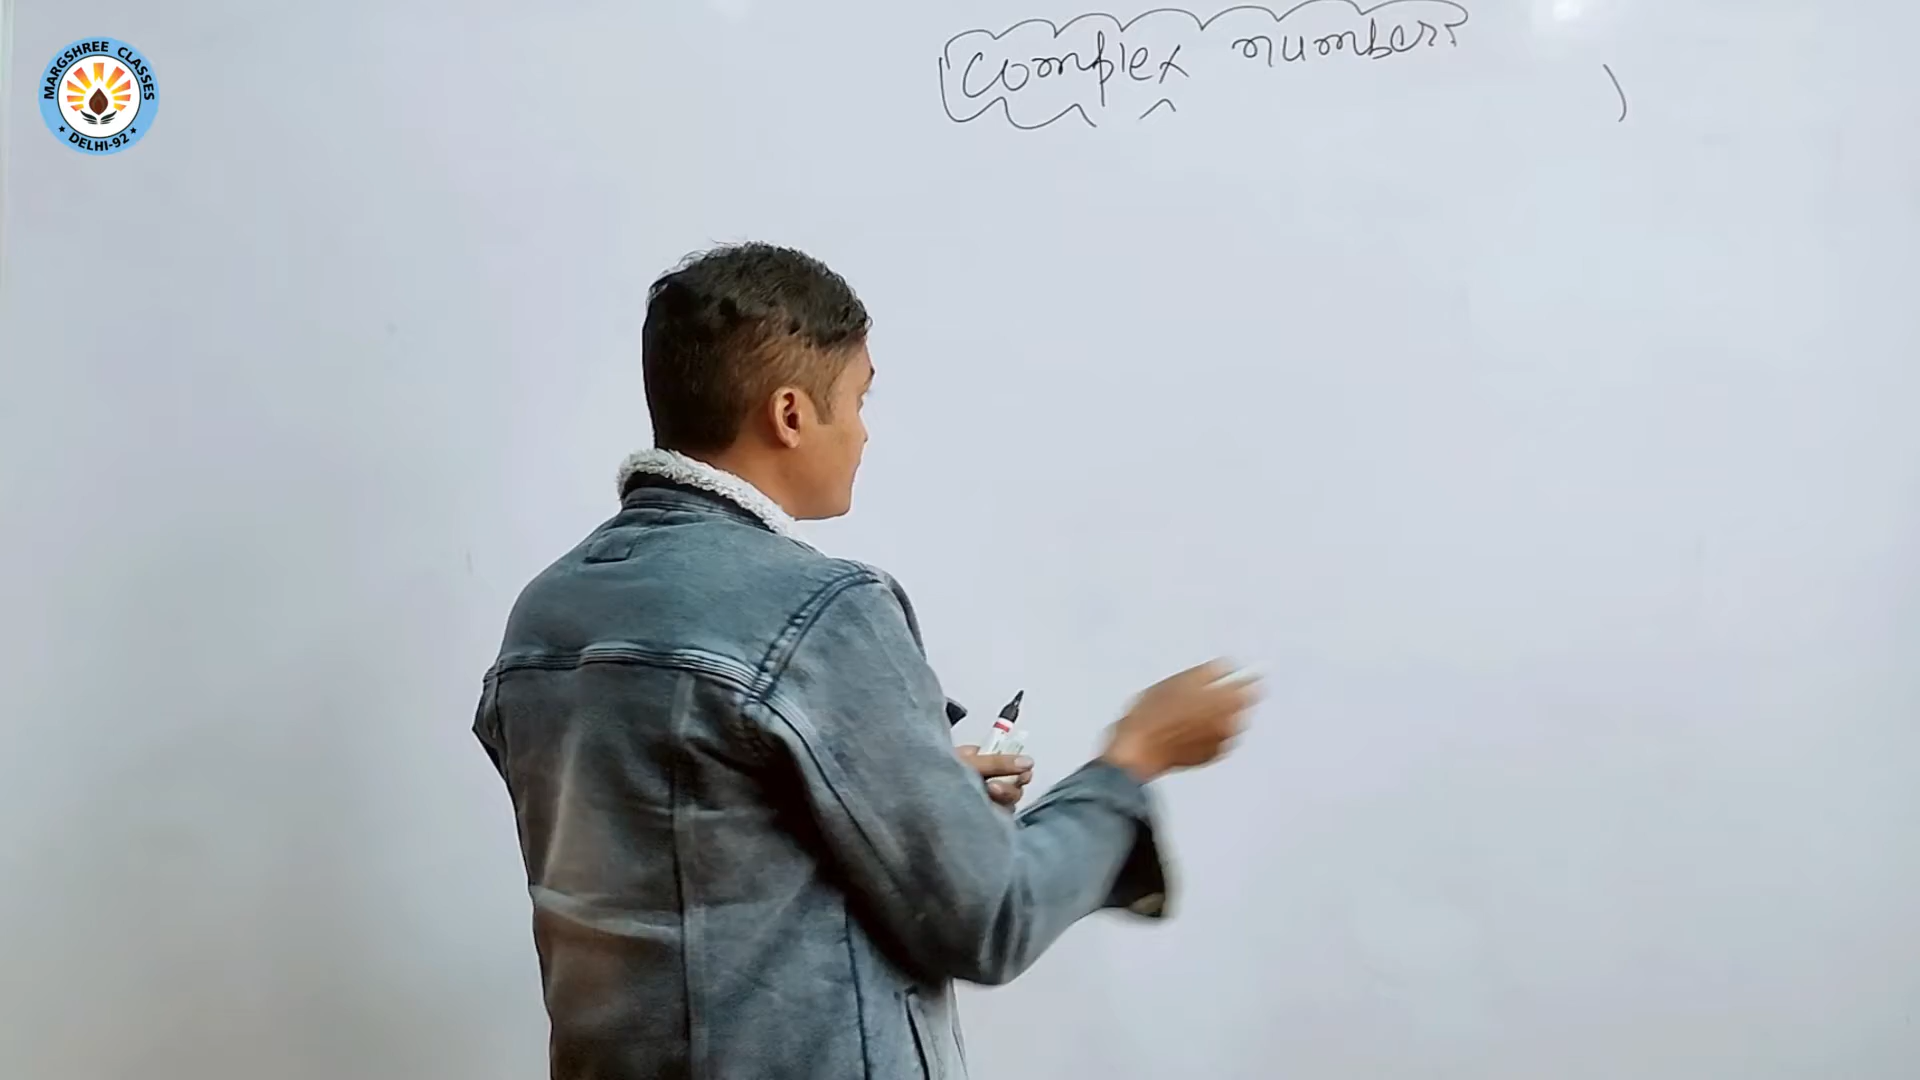 MARGSHREE CLASSES
★ DELHI-92 ★
Complex numbers
)